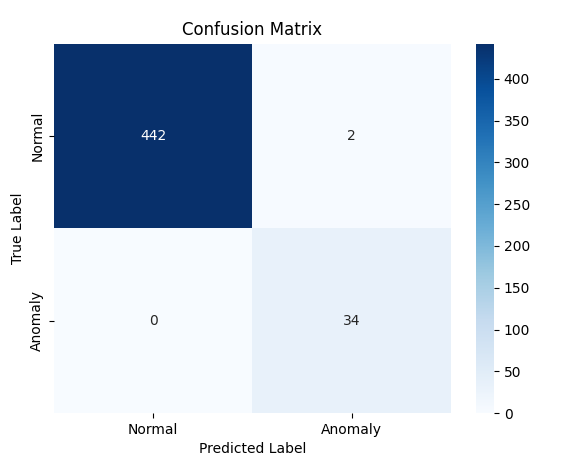 Confusion Matrix
True Label
Normal
442
2
Anomaly
0
34
Normal
Anomaly
Predicted Label
400
350
300
250
200
150
100
50
0